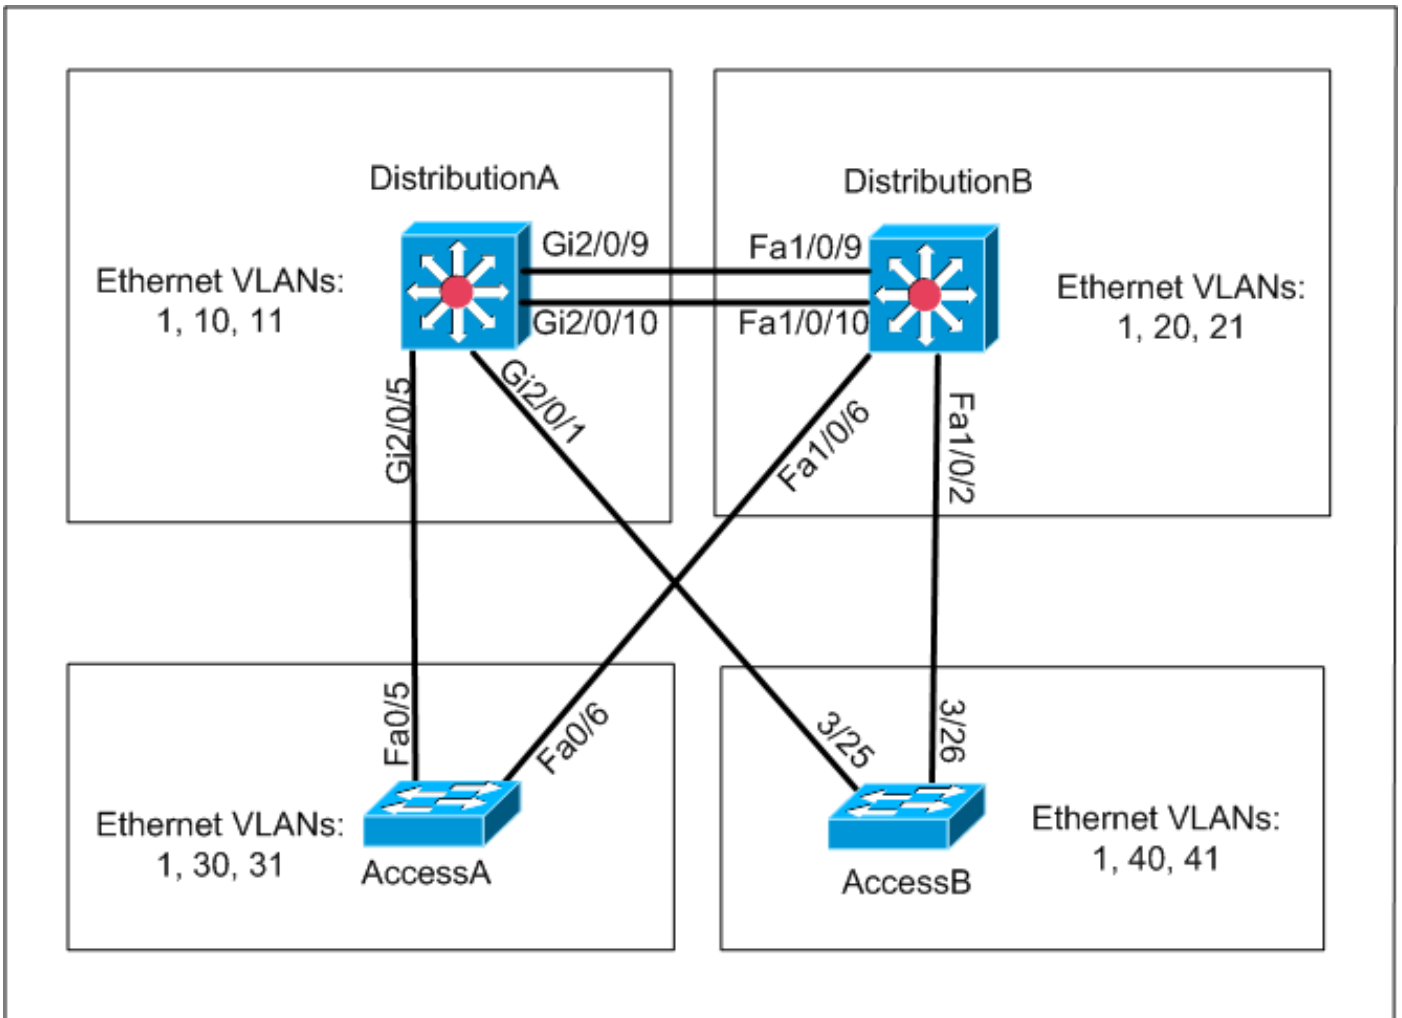 DistributionA
DistributionB
Gi2/0/9
Fa1/0/9
Ethernet VLANs:
1, 10, 11
Ethernet VLANs:
1, 20, 21
Gi2/0/10
Fa1/0/10
Gi2/0/5
Gi2/0/1
Fa1/0/6
Fa1/0/2
Fa0/5
Fa0/6
3/25
3/26
Ethernet VLANs:
1, 30, 31
AccessA
Ethernet VLANs:
1, 40, 41
AccessB